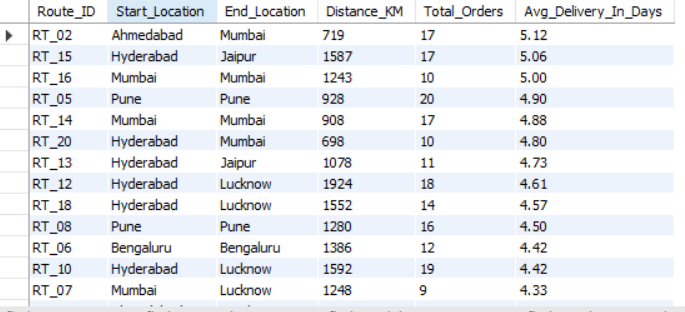 Route_ID Start_Location End_Location Distance_KM Total_Orders Avg_Delivery_In_Days
RT_02 Ahmedabad Mumbai 719 17 5.12
RT_15 Hyderabad Jaipur 1587 17 5.06
RT_16 Mumbai Mumbai 1243 10 5.00
RT_05 Pune Pune 928 20 4.90
RT_14 Mumbai Mumbai 908 17 4.88
RT_20 Hyderabad Mumbai 698 10 4.80
RT_13 Hyderabad Jaipur 1078 11 4.73
RT_12 Hyderabad Lucknow 1924 18 4.61
RT_18 Hyderabad Lucknow 1552 14 4.57
RT_08 Pune Pune 1280 16 4.50
RT_06 Bengaluru Bengaluru 1386 12 4.42
RT_10 Hyderabad Lucknow 1592 19 4.42
RT_07 Mumbai Lucknow 1248 9 4.33